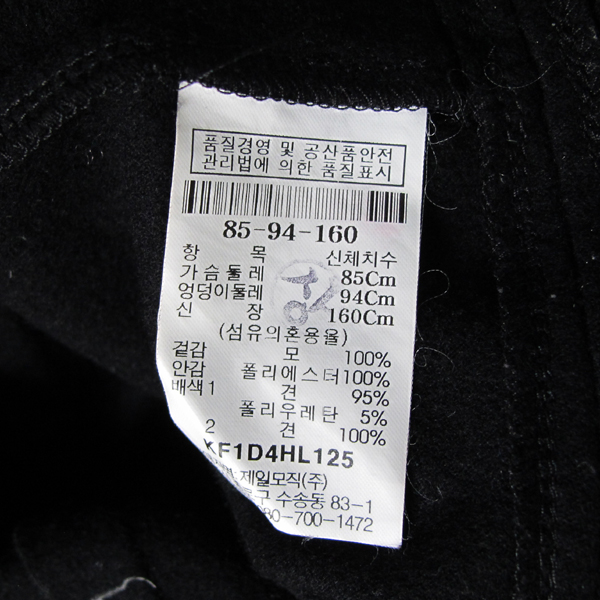 품질경영 및 공산품안전
관리법에 의한 품질표시
85-94-160
항 목 신체치수
가슴둘레 85Cm
엉덩이둘레 94Cm
신 장 160Cm
(섬유의혼용율)
겉감 모 100%
안감 폴리에스터 100%
배색1 견 95%
폴리우레탄 5%
2 견 100%
KF1D4HL125
제일모직(주)
수송동 83-1
80-700-1472